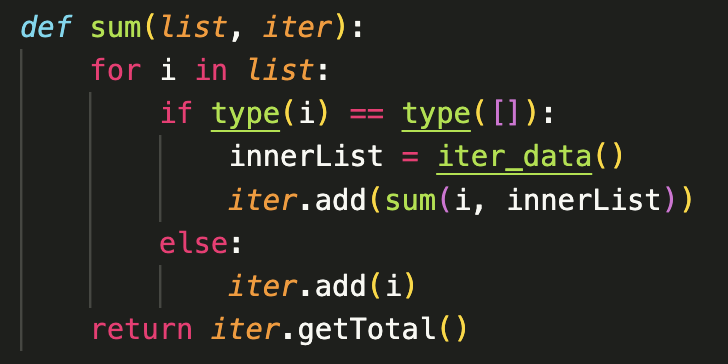 def sum(list, iter):
    for i in list:
        if type(i) == type([]):
            innerList = iter_data()
            iter.add(sum(i, innerList))
        else:
            iter.add(i)
    return iter.getTotal()